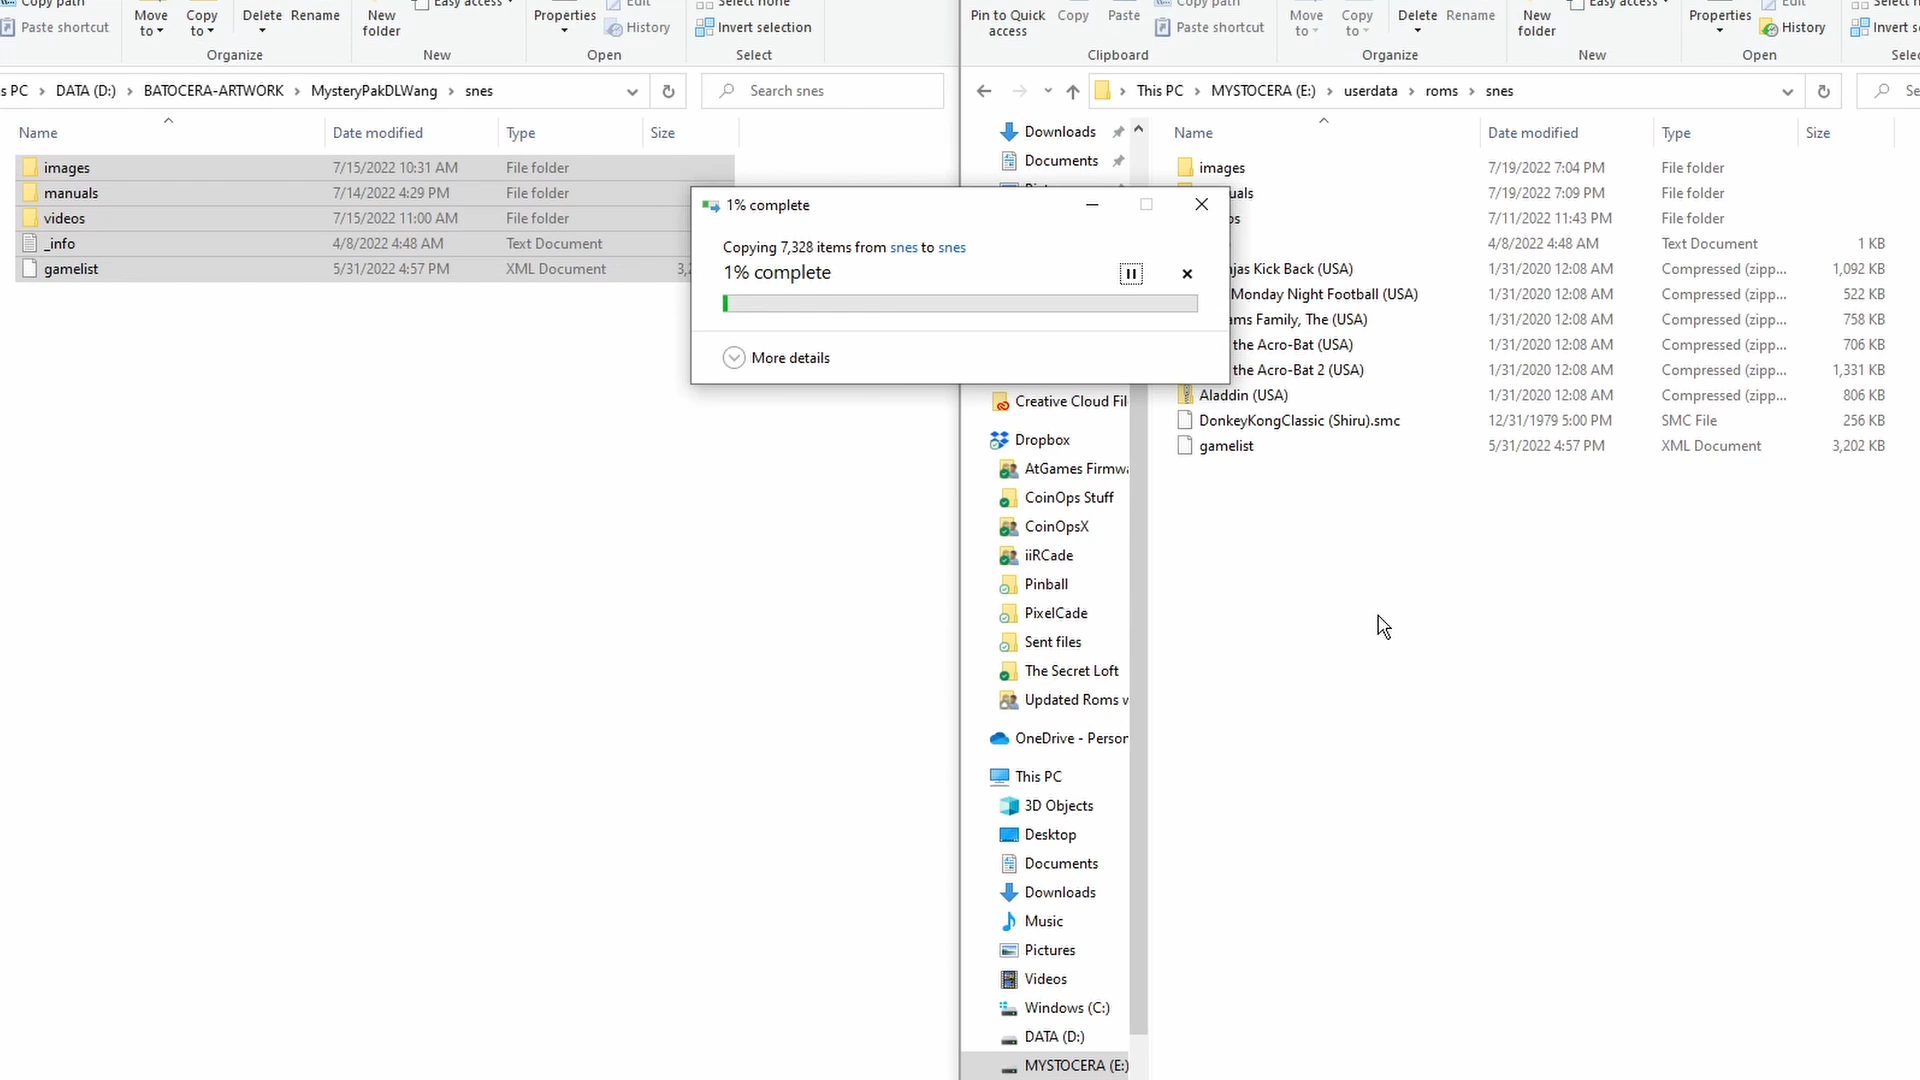 Copy path
Paste shortcut
Move to
Copy to
Delete
Rename
New folder
Easy access
Properties
Edit
History
Select none
Invert selection
Organize
New
Open
Select
s PC > DATA (D:) > BATOCERA-ARTWORK > MysteryPakDLWang > snes
Search snes
Name Date modified Type Size
images 7/15/2022 10:31 AM File folder
manuals 7/14/2022 4:29 PM File folder
videos 7/15/2022 11:00 AM File folder
_info 4/8/2022 4:48 AM Text Document
gamelist 5/31/2022 4:57 PM XML Document 3,2
1% complete
Copying 7,328 items from snes to snes
1% complete
More details
Pin to Quick access
Copy
Paste
Copy path
Paste shortcut
Move to
Copy to
Delete
Rename
New folder
Easy access
Properties
Edit
History
Select n
Invert se
Clipboard
Organize
New
Open
Selec
This PC > MYSTOCERA (E:) > userdata > roms > snes
Se
Downloads
Documents
Creative Cloud Fil
Dropbox
AtGames Firmwa
CoinOps Stuff
CoinOpsX
iiRCade
Pinball
PixelCade
Sent files
The Secret Loft
Updated Roms w
OneDrive - Person
This PC
3D Objects
Desktop
Documents
Downloads
Music
Pictures
Videos
Windows (C:)
DATA (D:)
MYSTOCERA (E:)
Name Date modified Type Size
images 7/19/2022 7:04 PM File folder
uals 7/19/2022 7:09 PM File folder
os 7/11/2022 11:43 PM File folder
4/8/2022 4:48 AM Text Document 1 KB
jas Kick Back (USA) 1/31/2020 12:08 AM Compressed (zipp... 1,092 KB
Monday Night Football (USA) 1/31/2020 12:08 AM Compressed (zipp... 522 KB
ams Family, The (USA) 1/31/2020 12:08 AM Compressed (zipp... 758 KB
the Acro-Bat (USA) 1/31/2020 12:08 AM Compressed (zipp... 706 KB
the Acro-Bat 2 (USA) 1/31/2020 12:08 AM Compressed (zipp... 1,331 KB
Aladdin (USA) 1/31/2020 12:08 AM Compressed (zipp... 806 KB
DonkeyKongClassic (Shiru).smc 12/31/1979 5:00 PM SMC File 256 KB
gamelist 5/31/2022 4:57 PM XML Document 3,202 KB